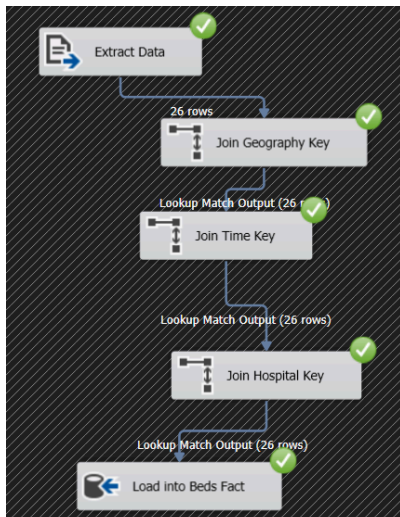 Extract Data
26 rows
Join Geography Key
Lookup Match Output (26 rows)
Join Time Key
Lookup Match Output (26 rows)
Join Hospital Key
Lookup Match Output (26 rows)
Load into Beds Fact